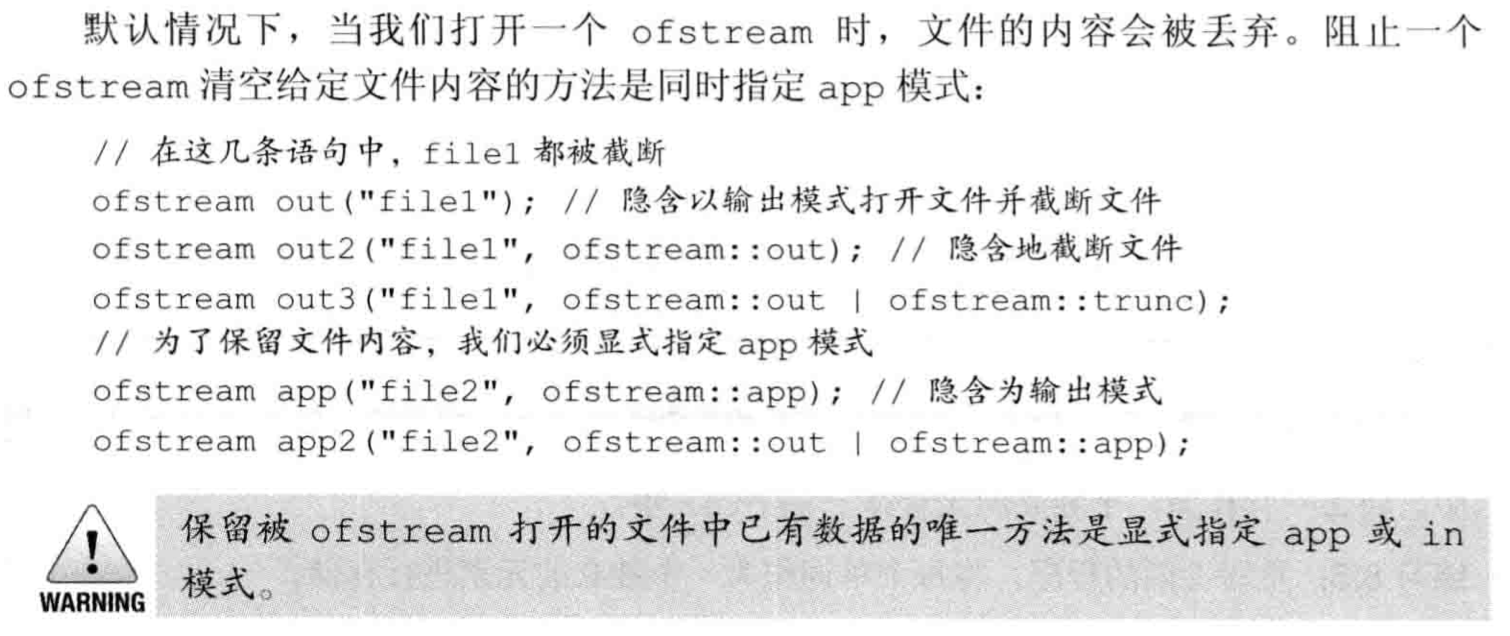 默认情况下，当我们打开一个 ofstream 时，文件的内容会被丢弃。阻止一个
ofstream 清空给定文件内容的方法是同时指定 app 模式：
// 在这几条语句中，file1 都被截断
ofstream out("file1"); // 隐含以输出模式打开文件并截断文件
ofstream out2("file1", ofstream::out); // 隐含地截断文件
ofstream out3("file1", ofstream::out | ofstream::trunc);
// 为了保留文件内容，我们必须显式指定 app 模式
ofstream app("file2", ofstream::app); // 隐含为输出模式
ofstream app2("file2", ofstream::out | ofstream::app);
保留被 ofstream 打开的文件中已有数据的唯一方法是显式指定 app 或 in
模式。
WARNING